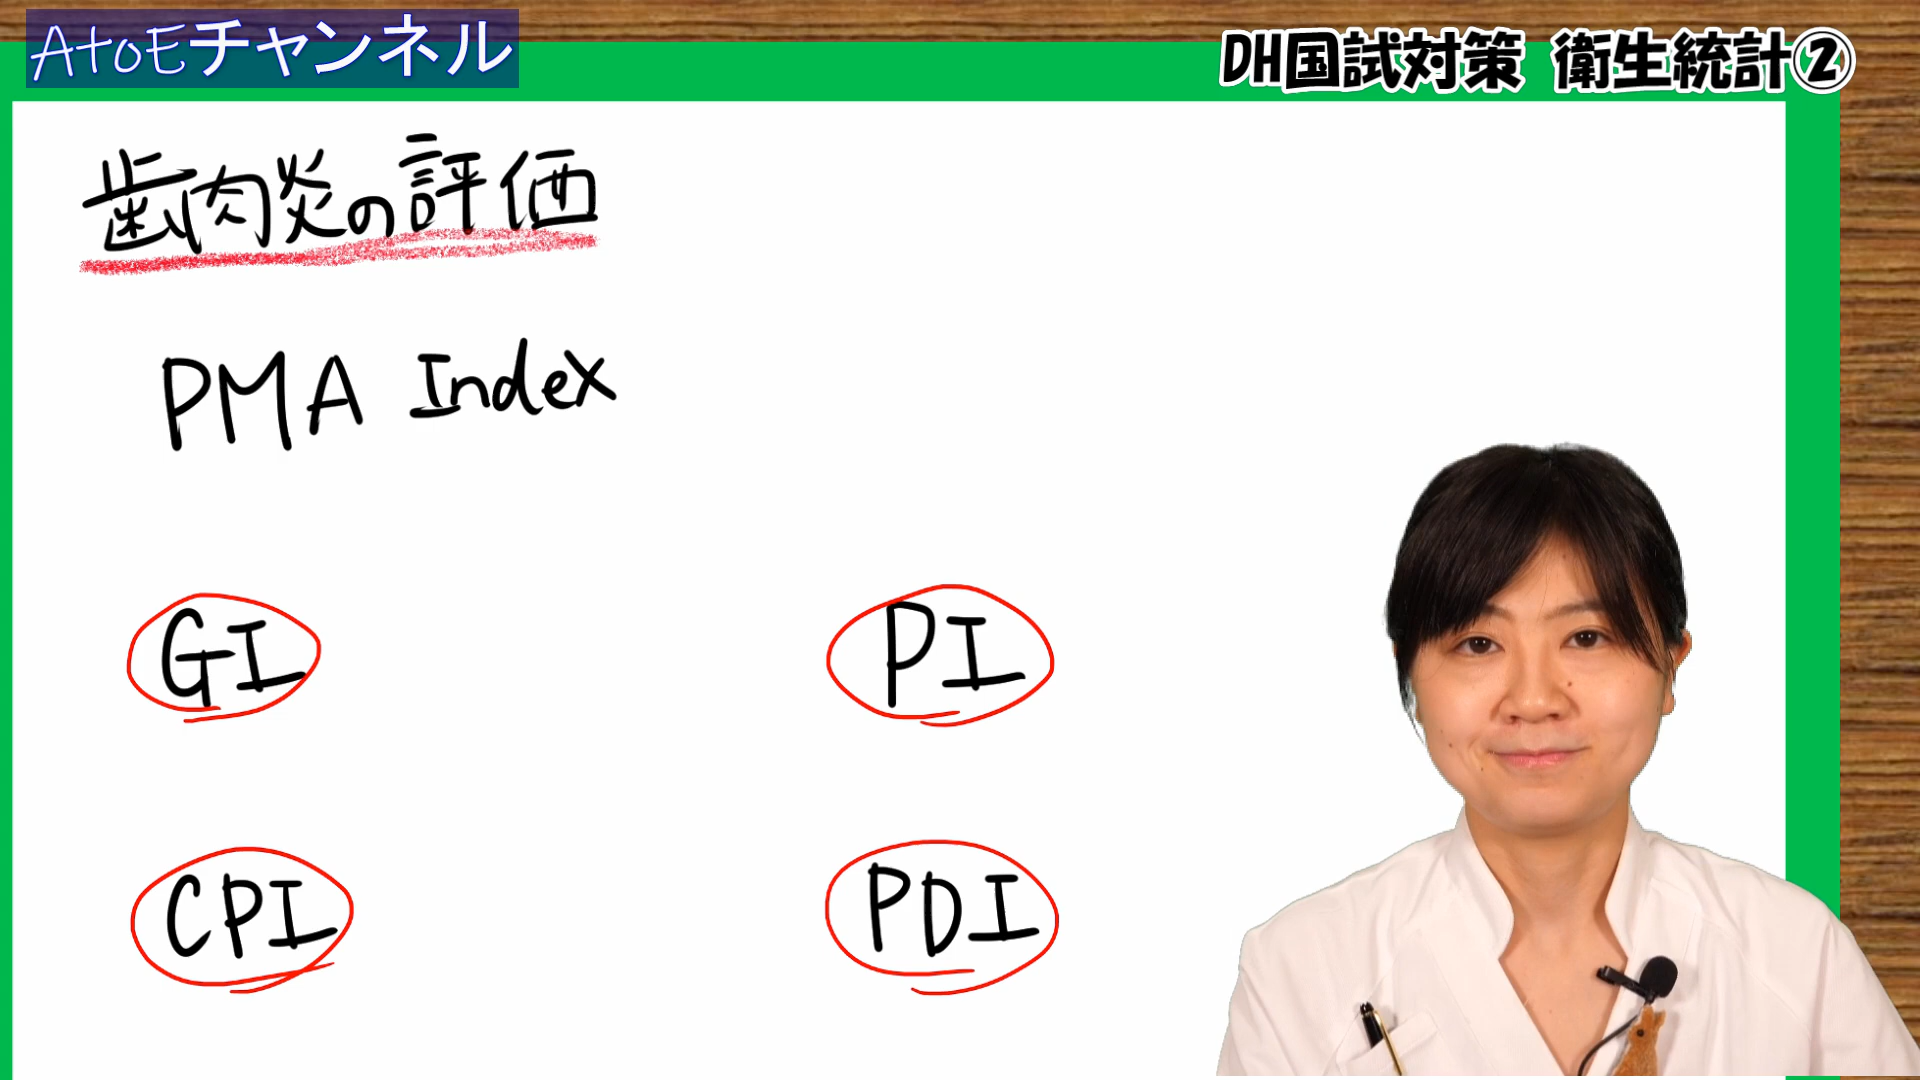 AtoEチャンネル
DH国試対策 衛生統計②
歯肉炎の評価
PMA Index
GI
PI
CPI
PDI